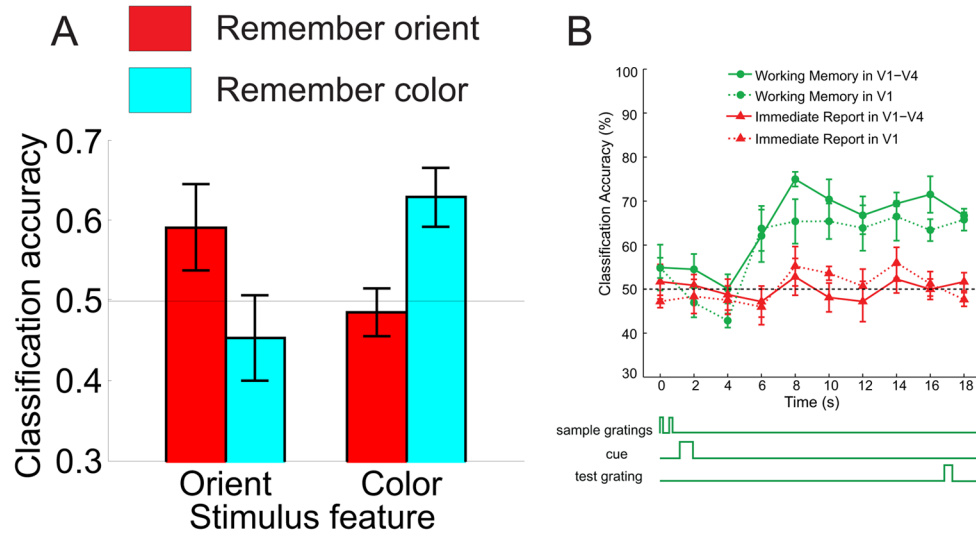 A
Remember orient
Remember color
Classification accuracy
0.7
0.6
0.5
0.4
0.3
Orient
Color
Stimulus feature
B
Classification Accuracy (%)
100
90
80
70
60
50
40
30
Working Memory in V1−V4
Working Memory in V1
Immediate Report in V1−V4
Immediate Report in V1
0 2 4 6 8 10 12 14 16 18
Time (s)
sample gratings
cue
test grating